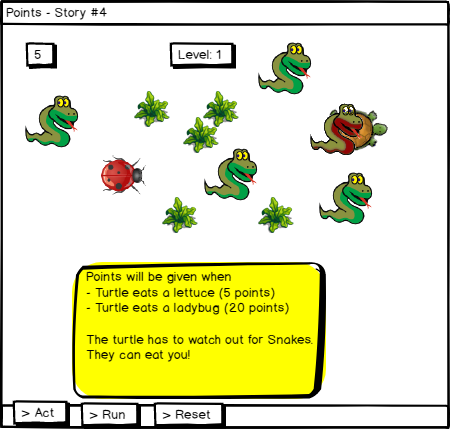 Points - Story #4
5
Level: 1
Points will be given when
- Turtle eats a lettuce (5 points)
- Turtle eats a ladybug (20 points)
The turtle has to watch out for Snakes.
They can eat you!
> Act
> Run
> Reset